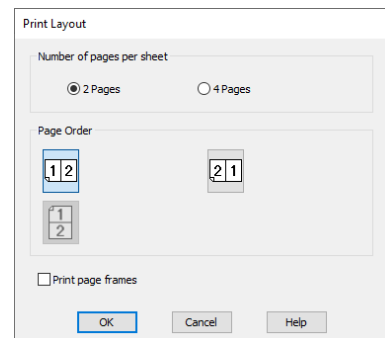 Print Layout
Number of pages per sheet
2 Pages
4 Pages
Page Order
1 2
2 1
1
2
Print page frames
OK
Cancel
Help